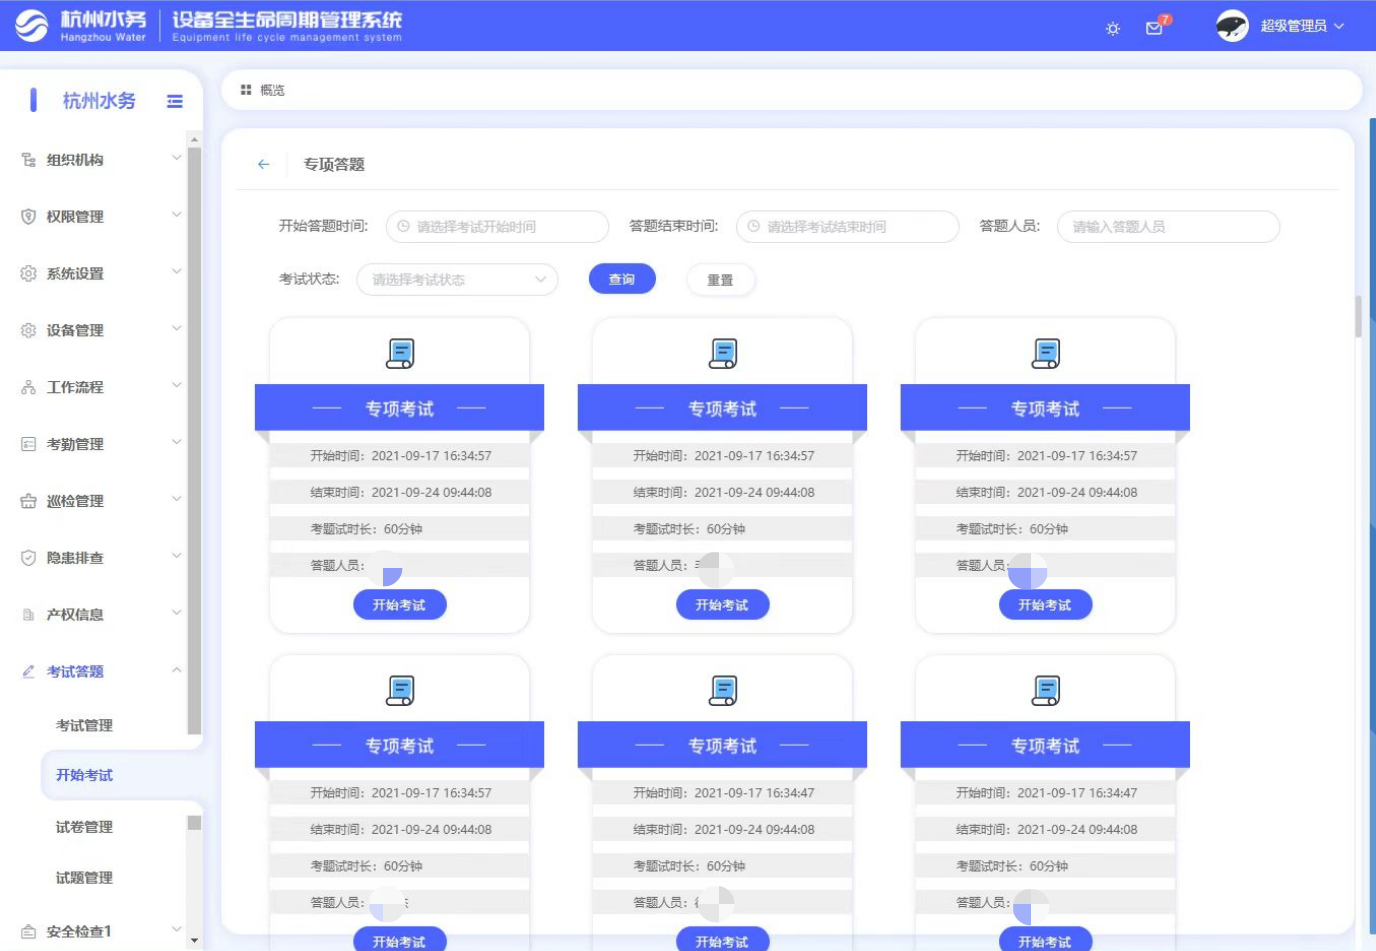 杭州水务 设备全生命周期管理系统
Hangzhou Water Equipment life cycle management system
7
超级管理员
杭州水务
组织机构
权限管理
系统设置
设备管理
工作流程
考勤管理
巡检管理
隐患排查
产权信息
考试答题
考试管理
开始考试
试卷管理
试题管理
安全检查1
概览
专项答题
开始答题时间: 请选择考试开始时间 答题结束时间: 请选择考试结束时间 答题人员: 请输入答题人员
考试状态: 请选择考试状态 查询 重置
专项考试 专项考试 专项考试
开始时间：2021-09-17 16:34:57 开始时间：2021-09-17 16:34:57 开始时间：2021-09-17 16:34:57
结束时间：2021-09-24 09:44:08 结束时间：2021-09-24 09:44:08 结束时间：2021-09-24 09:44:08
考题试时长：60分钟 考题试时长：60分钟 考题试时长：60分钟
答题人员： 答题人员： 答题人员:
开始考试 开始考试 开始考试
专项考试 专项考试 专项考试
开始时间：2021-09-17 16:34:57 开始时间：2021-09-17 16:34:47 开始时间：2021-09-17 16:34:47
结束时间：2021-09-24 09:44:08 结束时间：2021-09-24 09:44:08 结束时间：2021-09-24 09:44:08
考题试时长：60分钟 考题试时长：60分钟 考题试时长：60分钟
答题人员： 答题人员： 答题人员：
开始考试 开始考试 开始考试